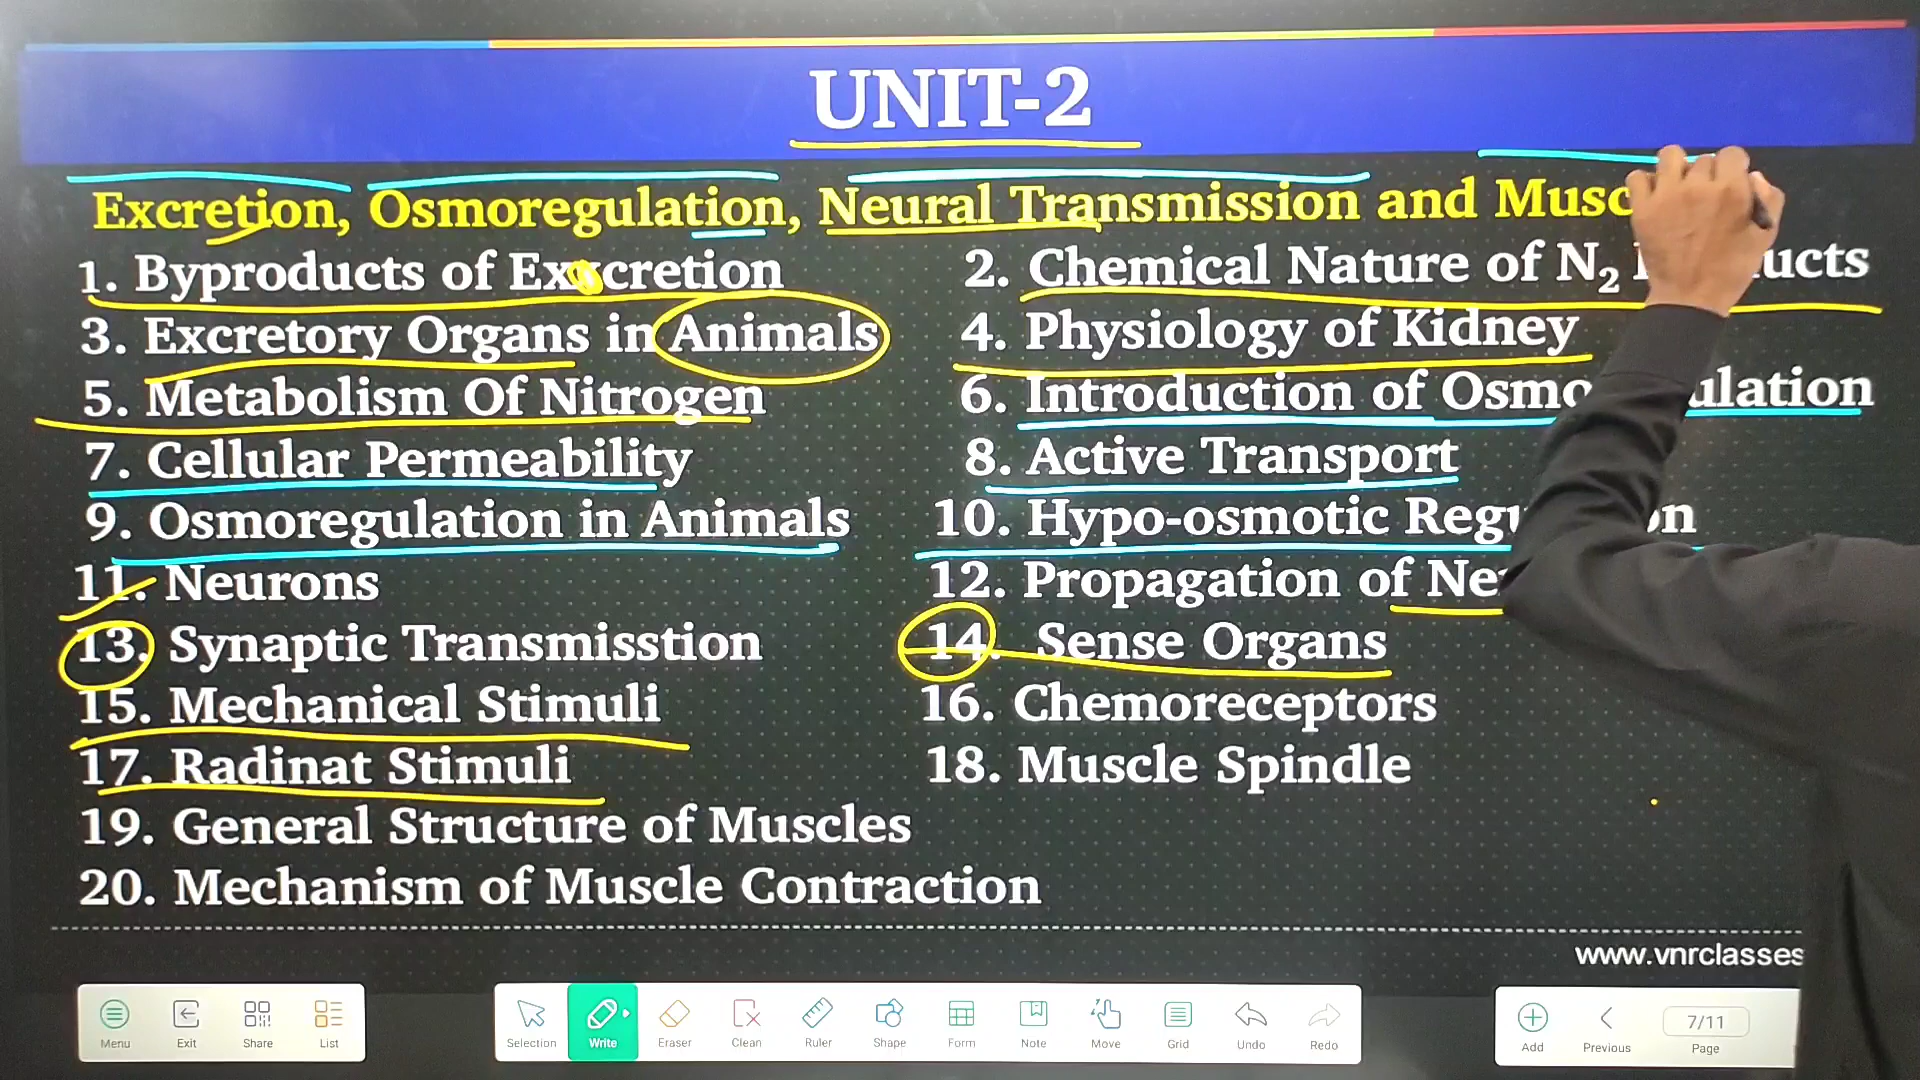 UNIT-2
Excretion, Osmoregulation, Neural Transmission and
1. Byproducts of Exxcretion
2. Chemical Nature of N₂
3. Excretory Organs in Animals
4. Physiology of Kidney
5. Metabolism Of Nitrogen
6. Introduction of
7. Cellular Permeability
8. Active Transport
9. Osmoregulation in Animals
10. Hypo-osmotic
11. Neurons
12. Propagation of
13. Synaptic Transmisstion
14. Sense Organs
15. Mechanical Stimuli
16. Chemoreceptors
17. Radinat Stimuli
18. Muscle Spindle
19. General Structure of Muscles
20. Mechanism of Muscle Contraction
www.vnrclasses
Menu Exit Share List Selection Write Eraser Clean Ruler Shape Form Note Move Grid Undo Redo Add Previous 7/11 Page